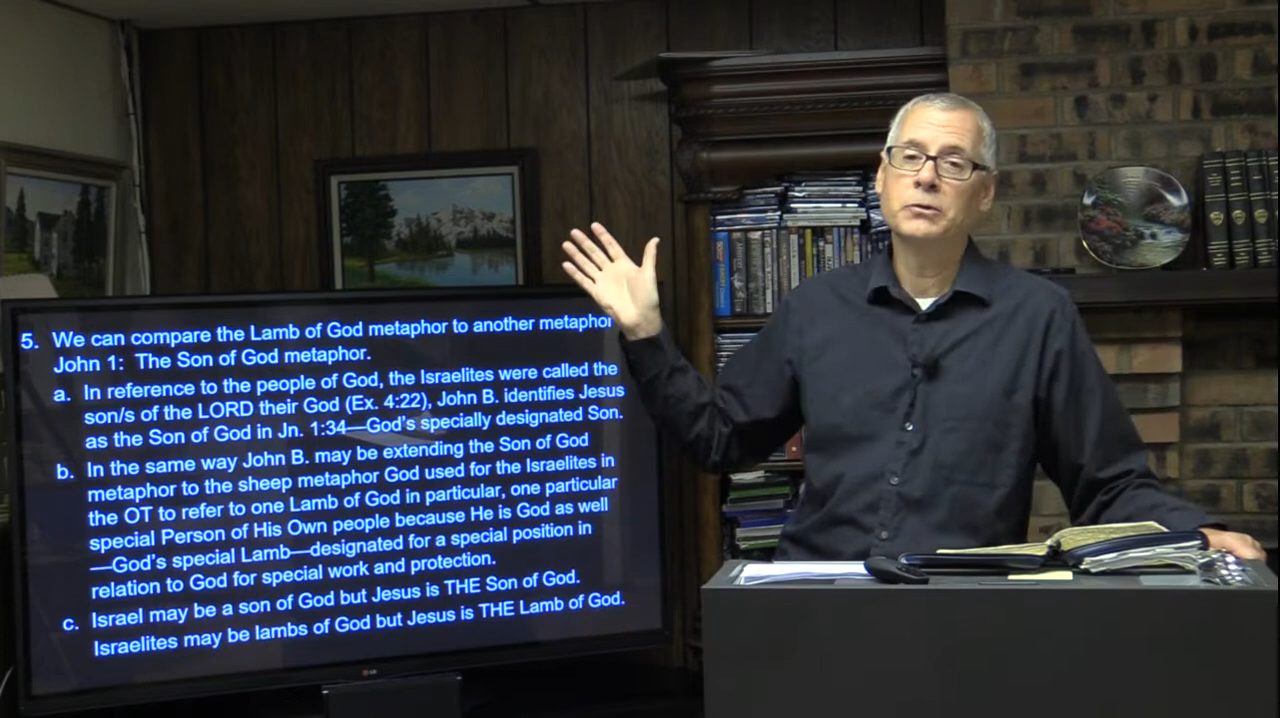 5. We can compare the Lamb of God metaphor to another metaphor
John 1: The Son of God metaphor.
a. In reference to the people of God, the Israelites were called the
son/s of the LORD their God (Ex. 4:22), John B. identifies Jesus
as the Son of God in Jn. 1:34—God's specially designated Son.
b. In the same way John B. may be extending the Son of God
metaphor to the sheep metaphor God used for the Israelites in
the OT to refer to one Lamb of God in particular, one particular
special Person of His Own people because He is God as well
—God's special Lamb—designated for a special position in
relation to God for special work and protection.
c. Israel may be a son of God but Jesus is THE Son of God.
Israelites may be lambs of God but Jesus is THE Lamb of God.
LG